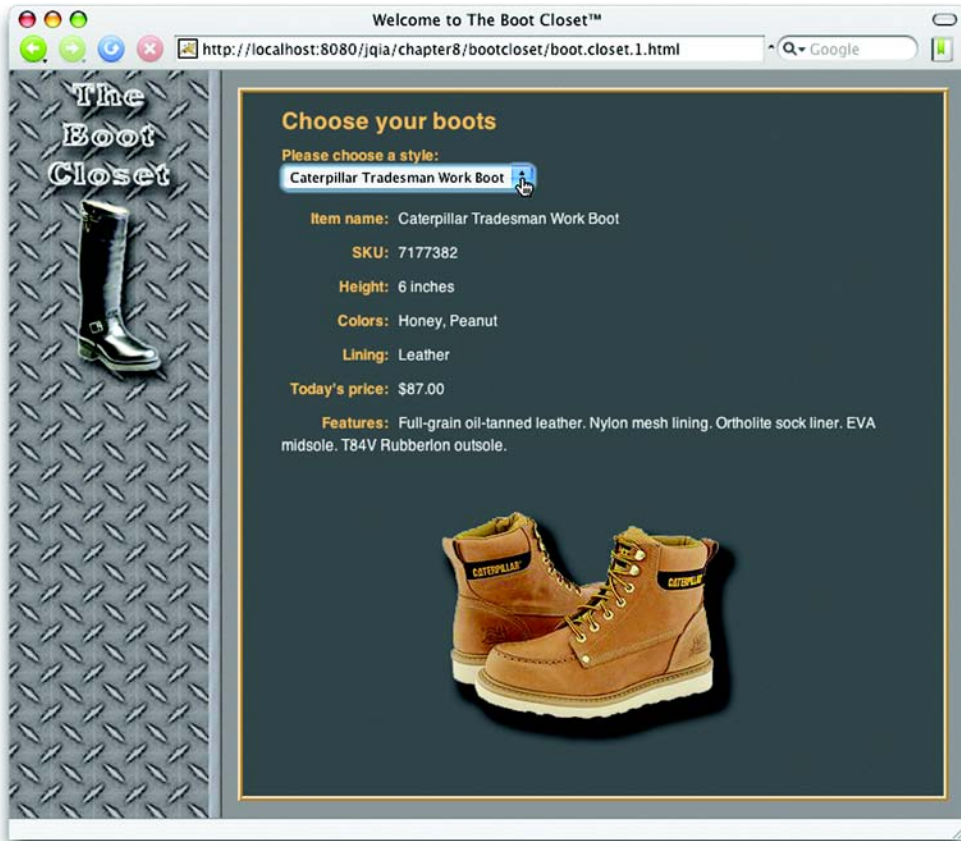 Welcome to The Boot Closet™
http://localhost:8080/jqia/chapter8/bootcloset/boot.closet.1.html
Google
The
Boot
Closet
Choose your boots
Please choose a style:
Caterpillar Tradesman Work Boot
Item name: Caterpillar Tradesman Work Boot
SKU: 7177382
Height: 6 inches
Colors: Honey, Peanut
Lining: Leather
Today's price: $87.00
Features: Full-grain oil-tanned leather. Nylon mesh lining. Ortholite sock liner. EVA
midsole. T84V Rubberlon outsole.
CATERPILLAR
CATERPILLAR